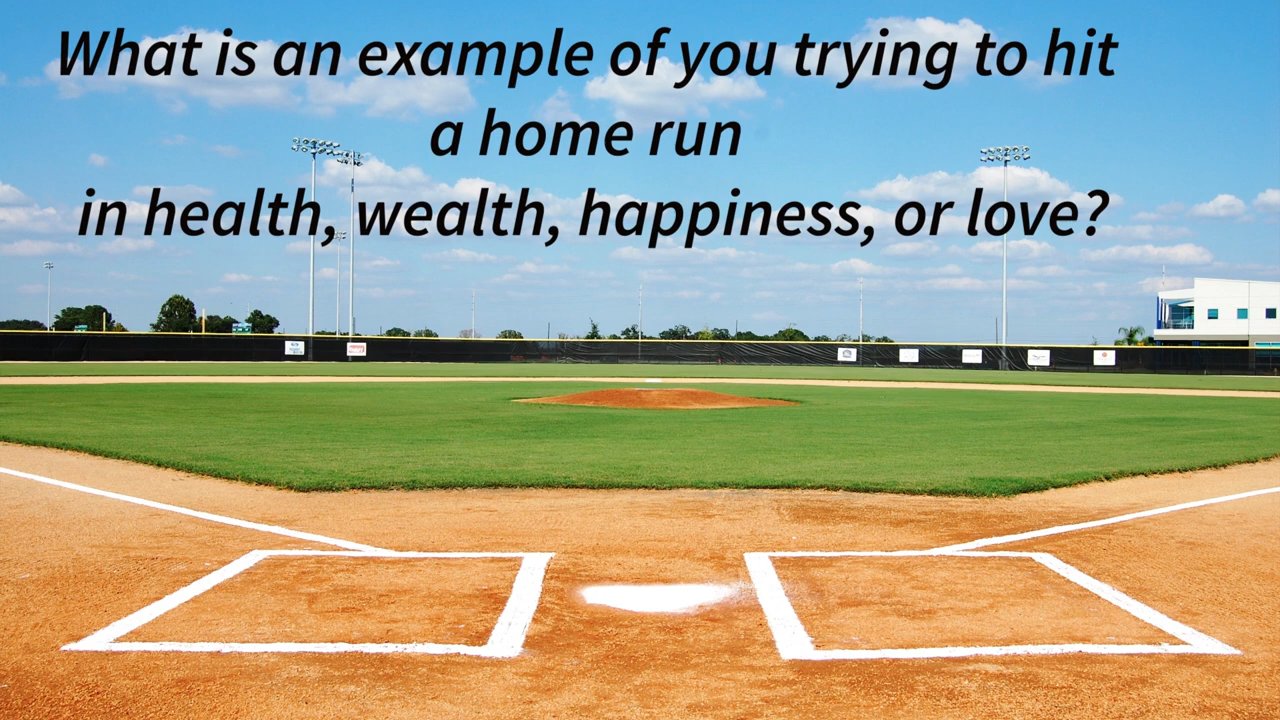 What is an example of you trying to hit
a home run
in health, wealth, happiness, or love?